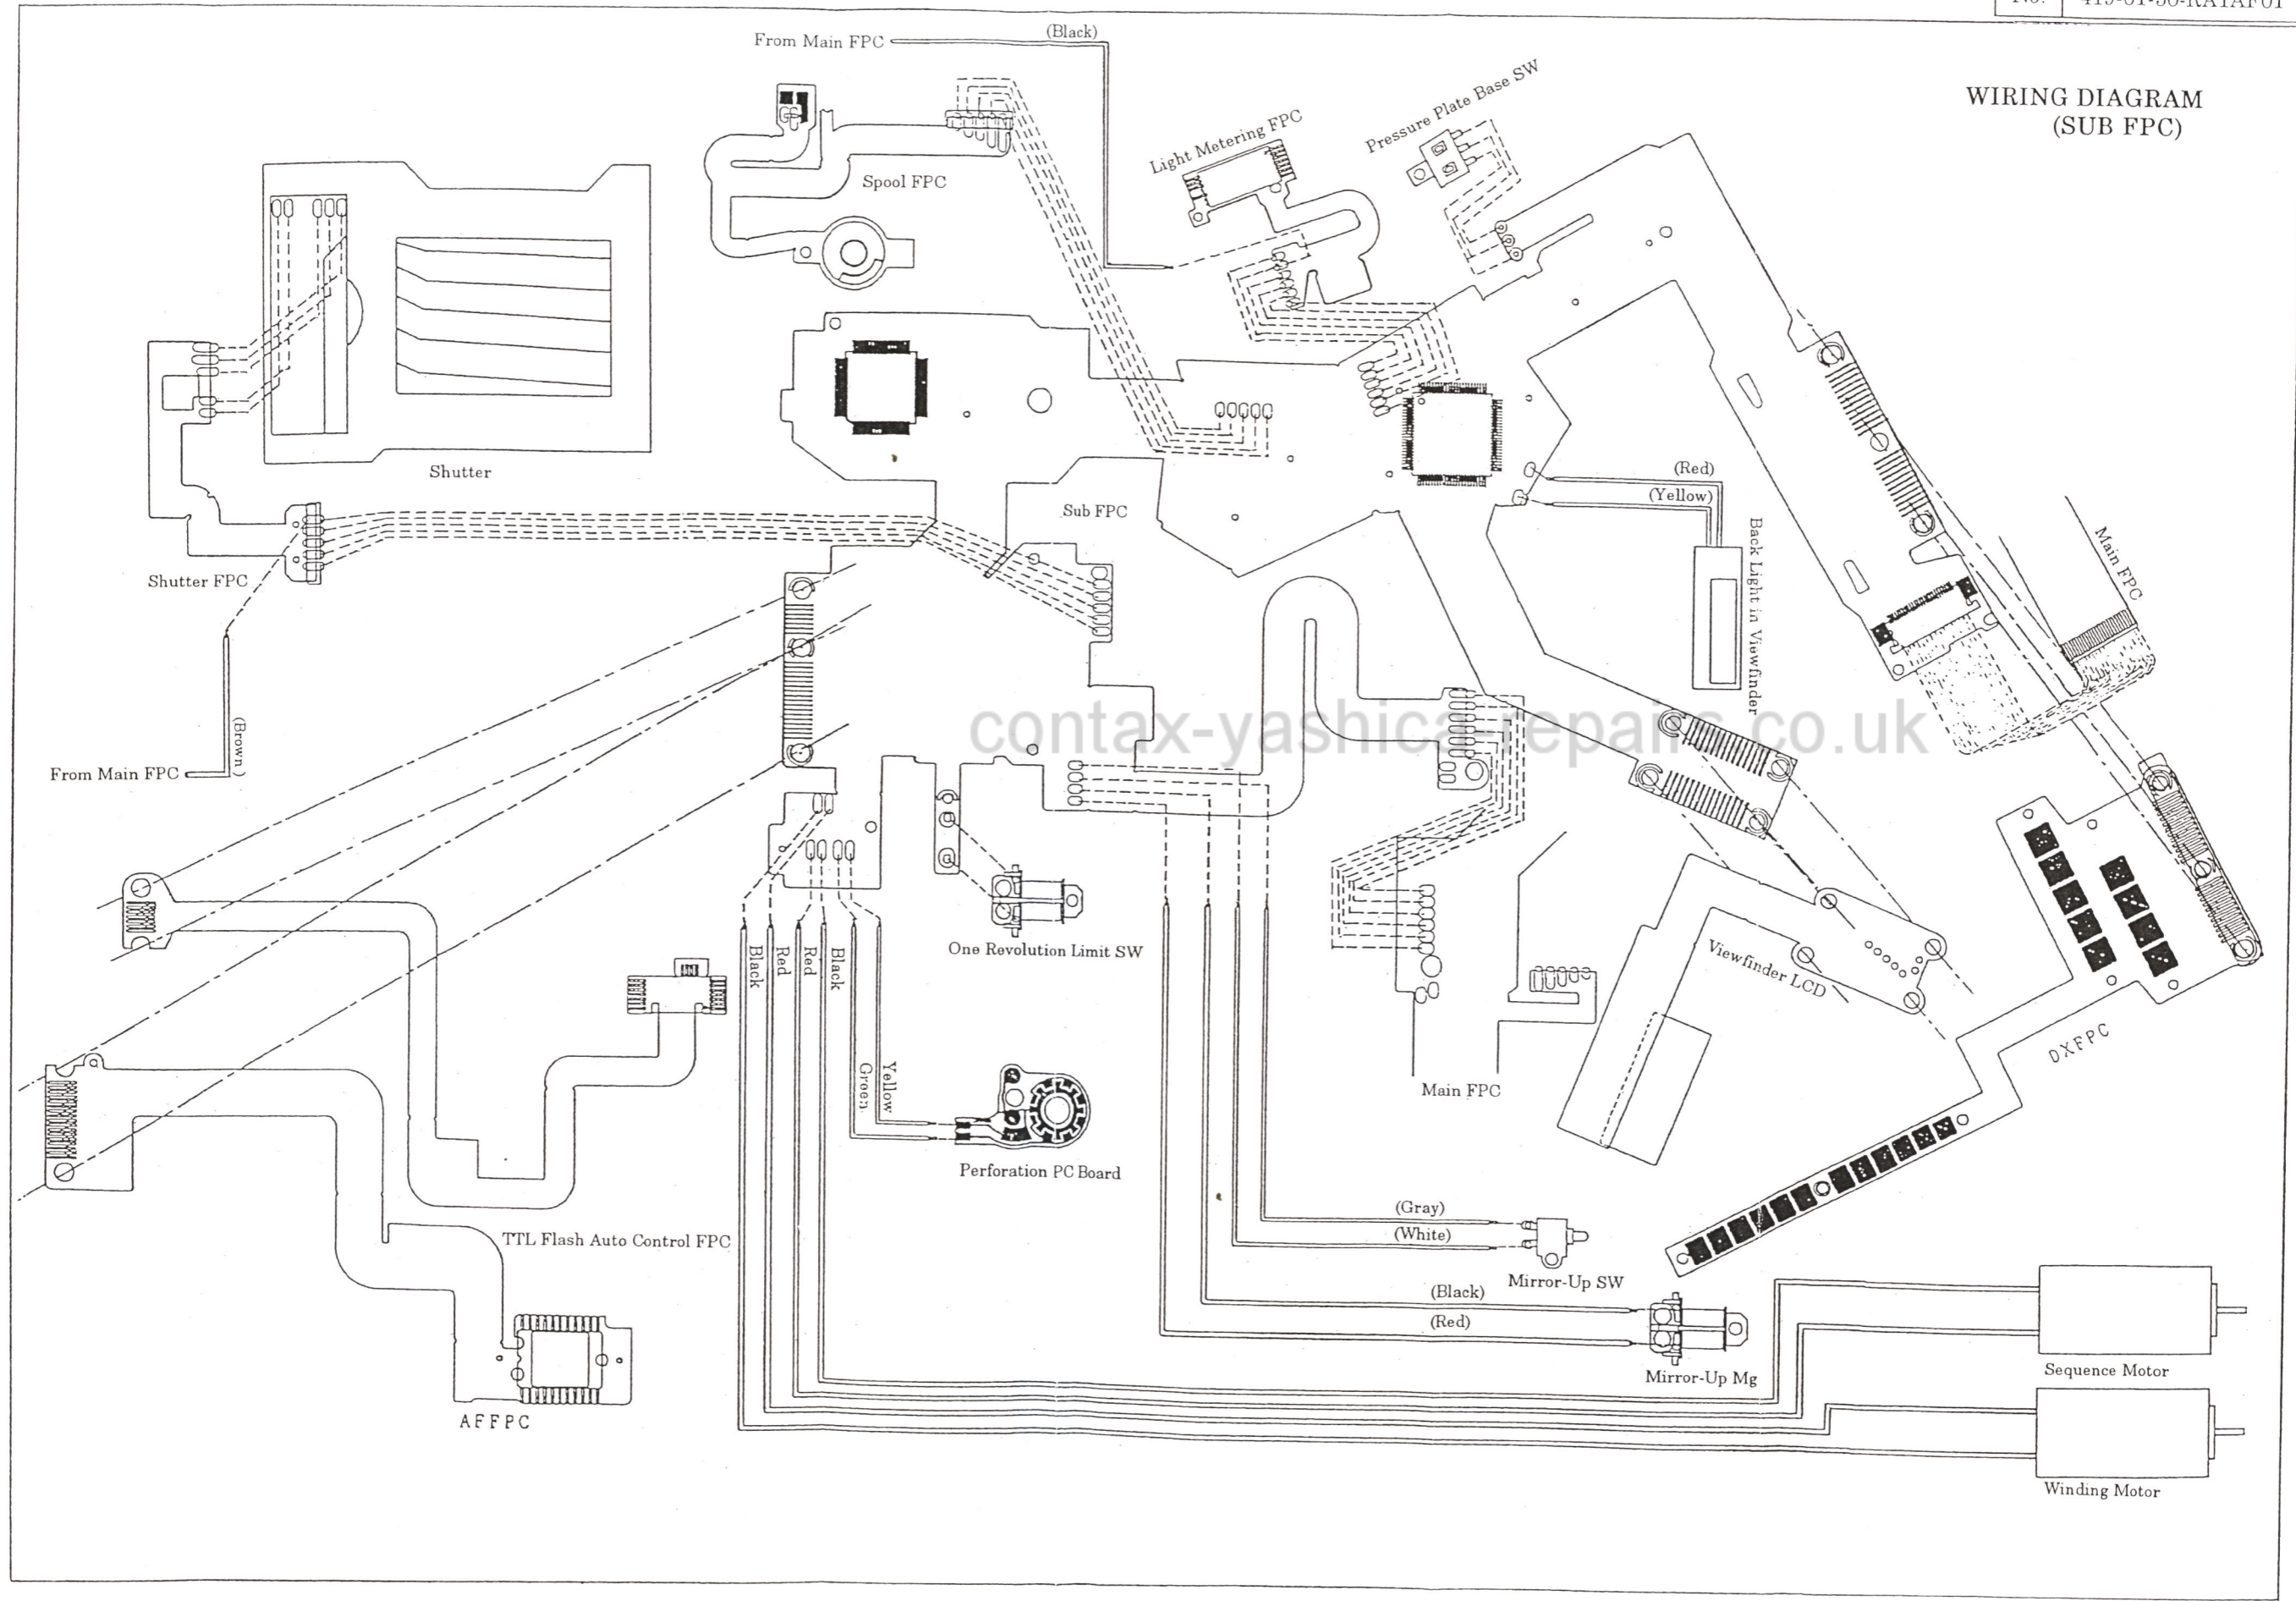 WIRING DIAGRAM
(SUB FPC)
From Main FPC
(Black)
Pressure Plate Base SW
Light Metering FPC
Spool FPC
Shutter
(Red)
(Yellow)
Sub FPC
Back Light in Viewfinder
Main FPC
Shutter FPC
(Brown)
From Main FPC
contax-yashica-repairs.co.uk
One Revolution Limit SW
Viewfinder LCD
Black
Red
Red
Black
Green
Yellow
DXFPC
Main FPC
Perforation PC Board
(Gray)
(White)
TTL Flash Auto Control FPC
Mirror-Up SW
(Black)
(Red)
Mirror-Up Mg
Sequence Motor
AFFPC
Winding Motor